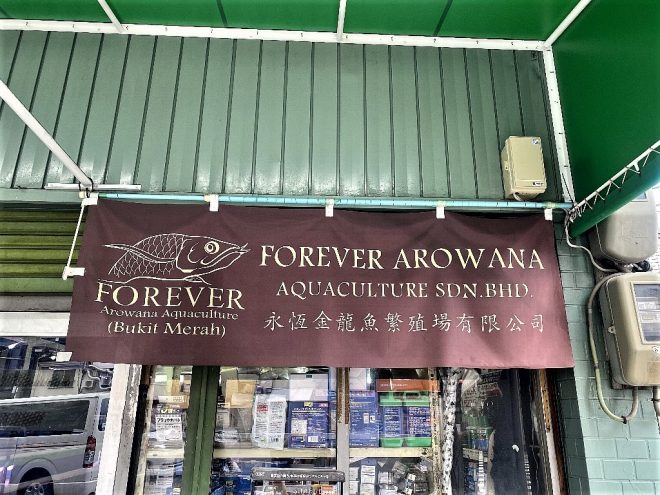 FOREVER
Arowana Aquaculture
(Bukit Merah)
FOREVER AROWANA
AQUACULTURE SDN.BHD.
永恆金龍魚繁殖場有限公司